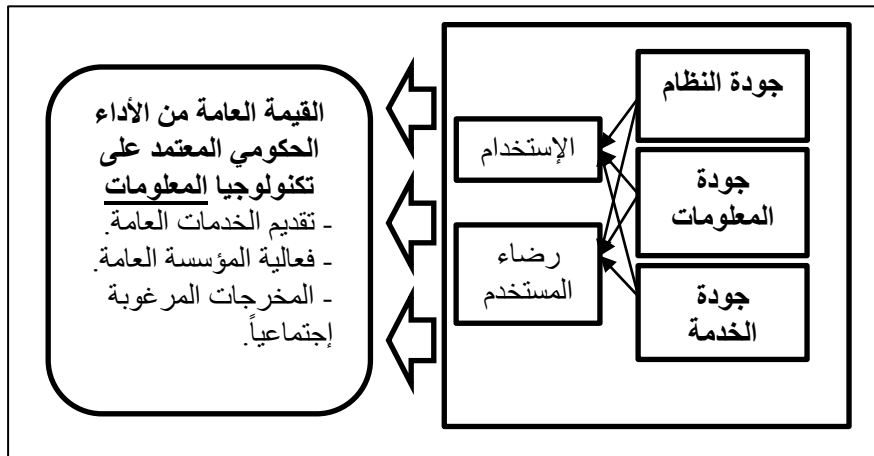 جودة النظام
جودة
المعلومات
جودة
الخدمة
الإستخدام
رضاء
المستخدم
القيمة العامة من الأداء
الحكومي المعتمد على
تكنولوجيا المعلومات
- تقديم الخدمات العامة.
- فعالية المؤسسة العامة.
- المخرجات المرغوبة
إجتماعياً.